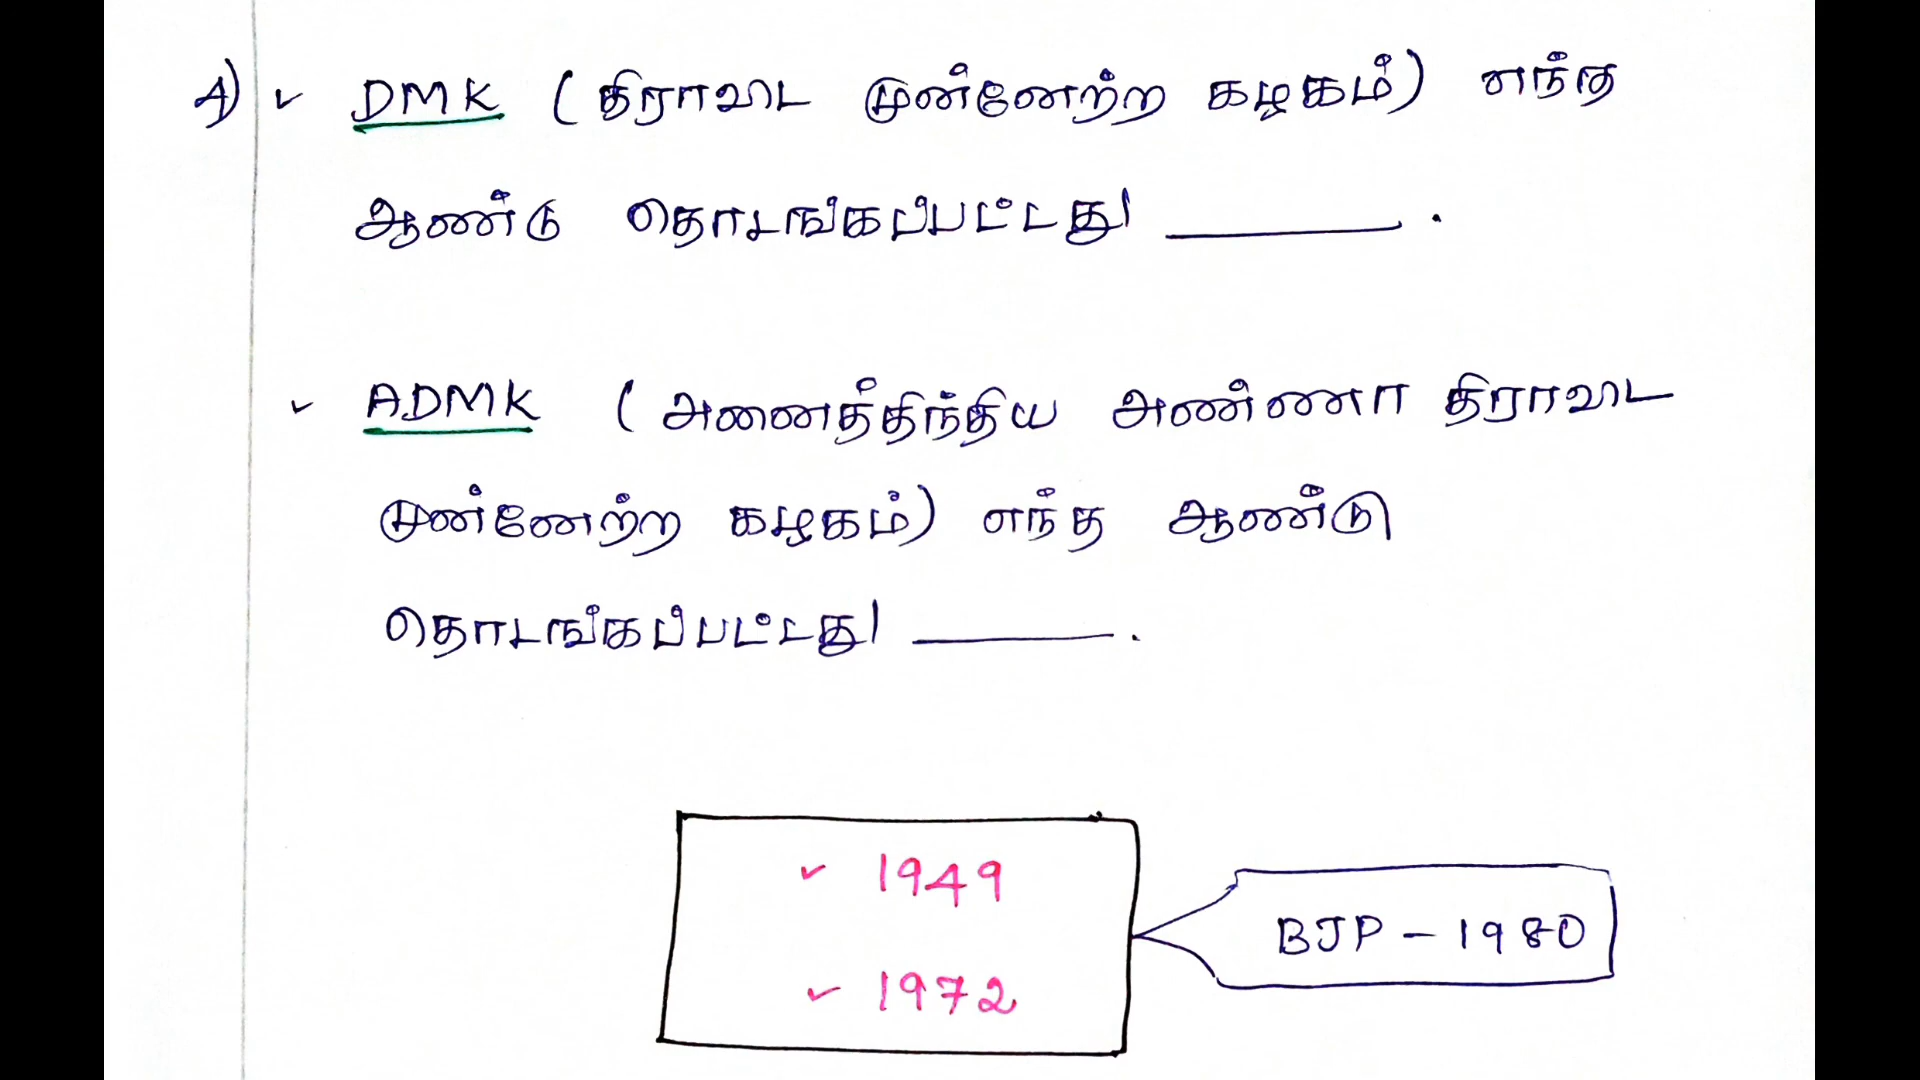 4) ✓ DMK (திராவிட முன்னேற்ற கழகம்) எந்த
ஆண்டு தொடங்கப்பட்டது ______ .
✓ ADMK (அனைத்திந்திய அண்ணா திராவிட
முன்னேற்ற கழகம்) எந்த ஆண்டு
தொடங்கப்பட்டது ______ .
✓ 1949
✓ 1972
BJP - 1980